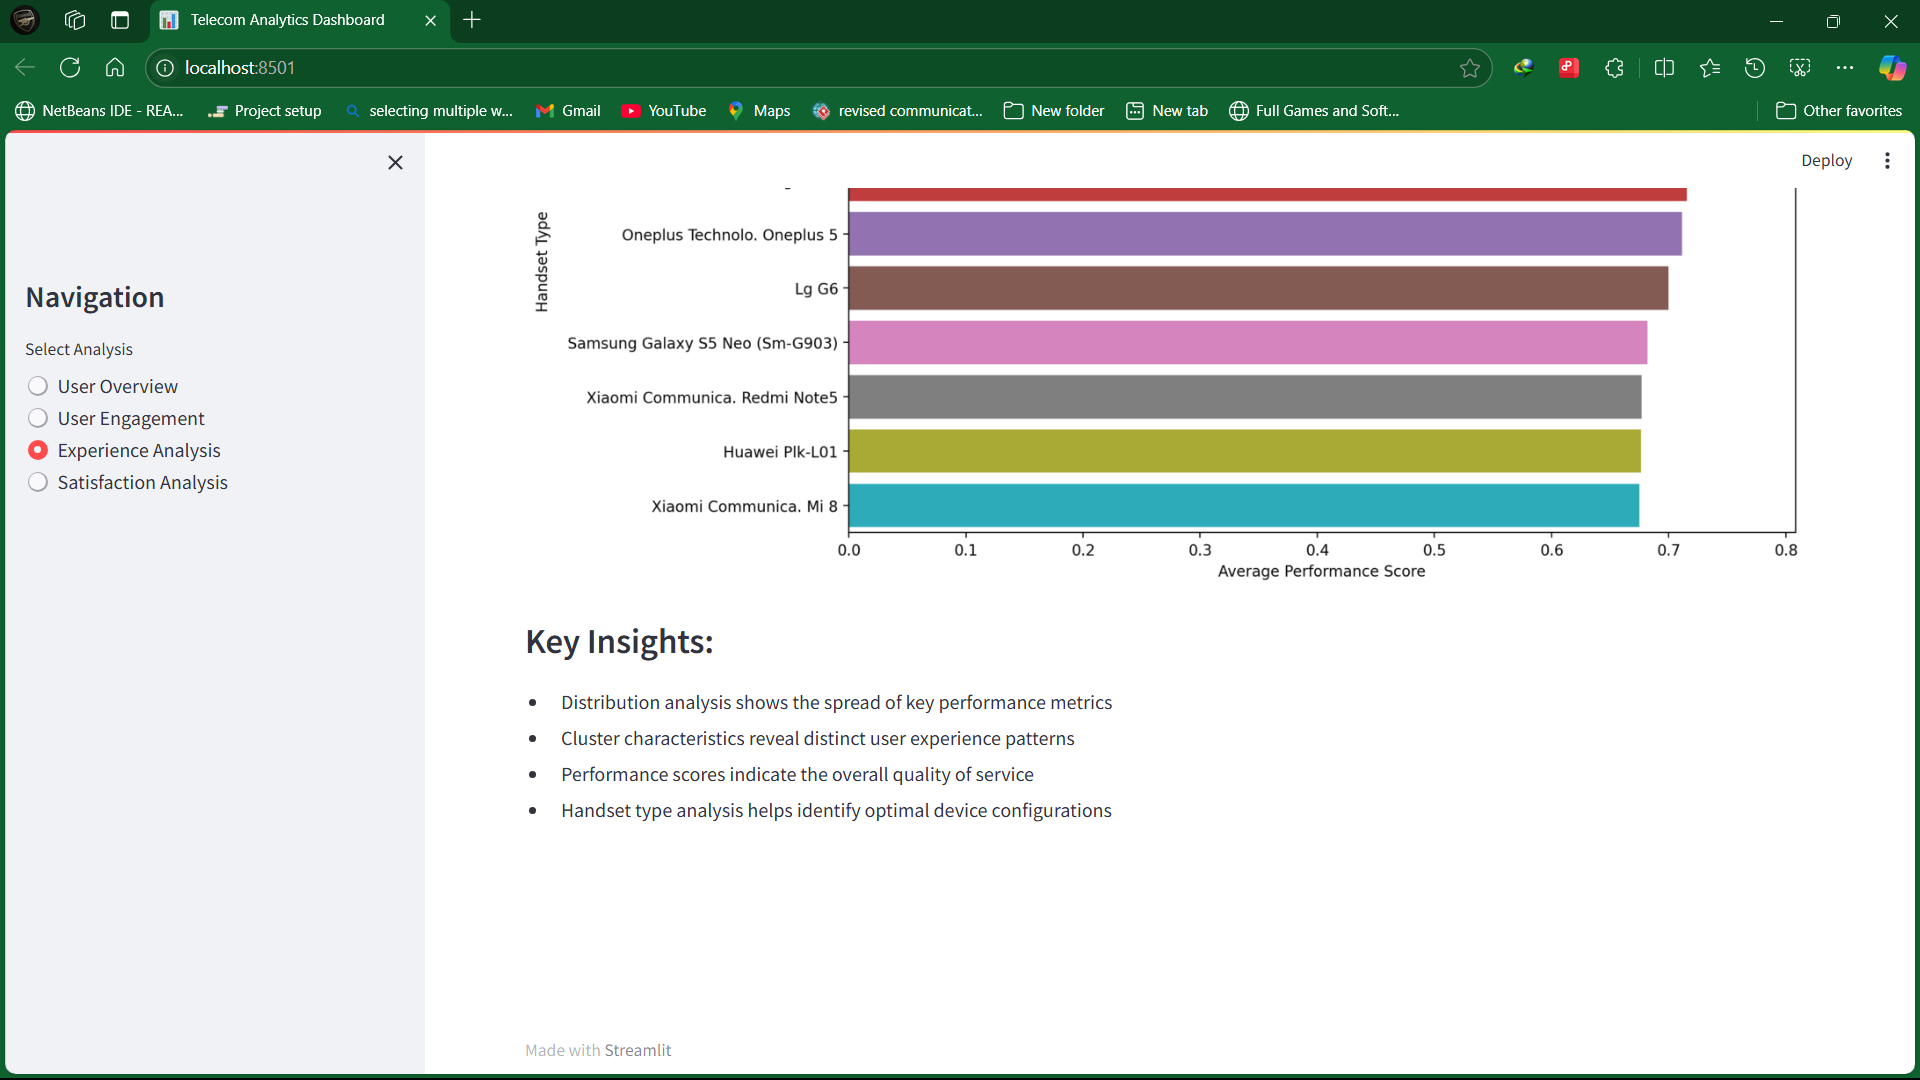 Telecom Analytics Dashboard
localhost:8501
NetBeans IDE - REA...
Project setup
selecting multiple w...
Gmail
YouTube
Maps
revised communicat...
New folder
New tab
Full Games and Soft...
Other favorites
Deploy
Navigation
Select Analysis
User Overview
User Engagement
Experience Analysis
Satisfaction Analysis
Handset Type
Oneplus Technolo. Oneplus 5
Lg G6
Samsung Galaxy S5 Neo (Sm-G903)
Xiaomi Communica. Redmi Note5
Huawei Plk-L01
Xiaomi Communica. Mi 8
0.0 0.1 0.2 0.3 0.4 0.5 0.6 0.7 0.8
Average Performance Score
Key Insights:
Distribution analysis shows the spread of key performance metrics
Cluster characteristics reveal distinct user experience patterns
Performance scores indicate the overall quality of service
Handset type analysis helps identify optimal device configurations
Made with Streamlit